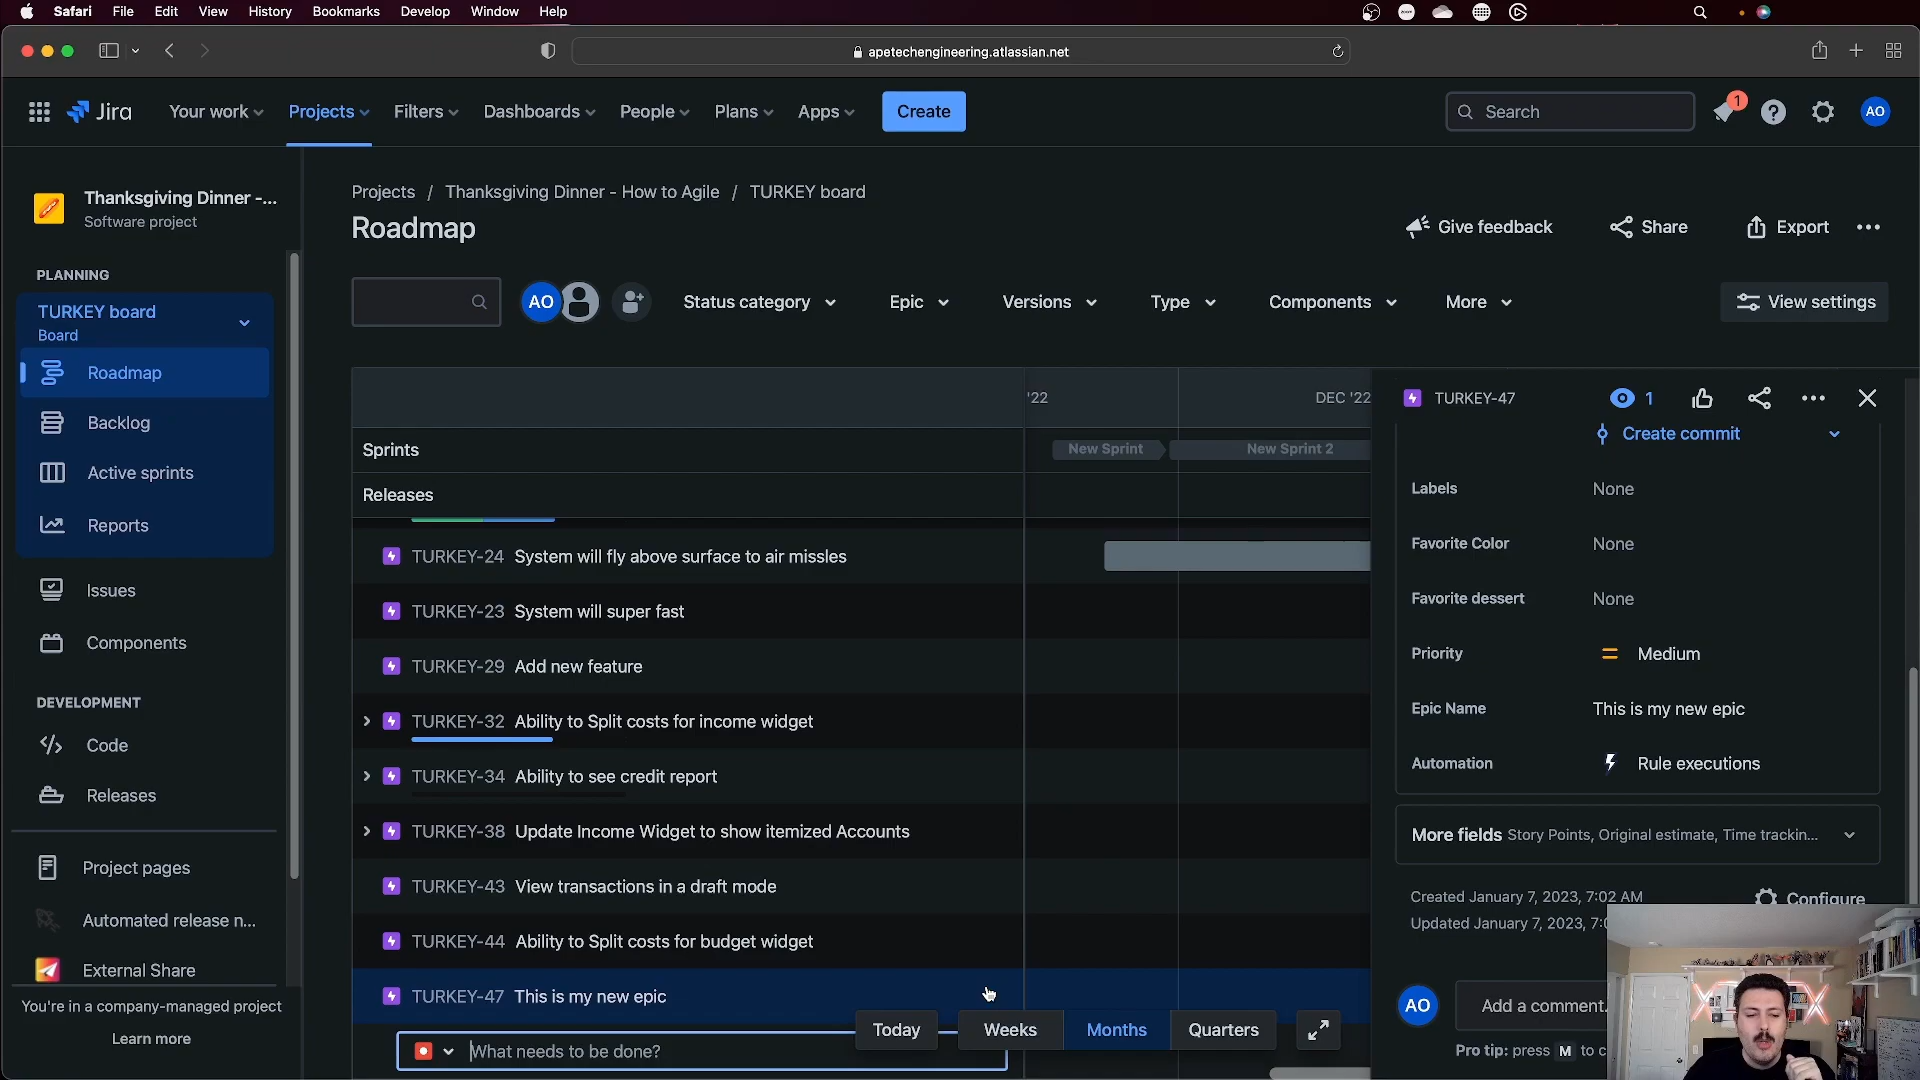 Safari File Edit View History Bookmarks Develop Window Help
apetechengineering.atlassian.net
Jira Your work Projects Filters Dashboards People Plans Apps Create Search 1 AO
Thanksgiving Dinner -...
Software project
PLANNING
TURKEY board
Board
Roadmap
Backlog
Active sprints
Reports
Issues
Components
DEVELOPMENT
Code
Releases
Project pages
Automated release n...
External Share
You're in a company-managed project
Learn more
Projects / Thanksgiving Dinner - How to Agile / TURKEY board
Roadmap
Give feedback Share Export
AO Status category Epic Versions Type Components More View settings
'22 DEC '22
Sprints New Sprint New Sprint 2
Releases
TURKEY-24 System will fly above surface to air missles
TURKEY-23 System will super fast
TURKEY-29 Add new feature
TURKEY-32 Ability to Split costs for income widget
TURKEY-34 Ability to see credit report
TURKEY-38 Update Income Widget to show itemized Accounts
TURKEY-43 View transactions in a draft mode
TURKEY-44 Ability to Split costs for budget widget
TURKEY-47 This is my new epic
What needs to be done?
Today Weeks Months Quarters
TURKEY-47 1
Create commit
Labels None
Favorite Color None
Favorite dessert None
Priority Medium
Epic Name This is my new epic
Automation Rule executions
More fields Story Points, Original estimate, Time trackin...
Created January 7, 2023, 7:02 AM Configure
Updated January 7, 2023, 7:0
AO Add a comment.
Pro tip: press M to c